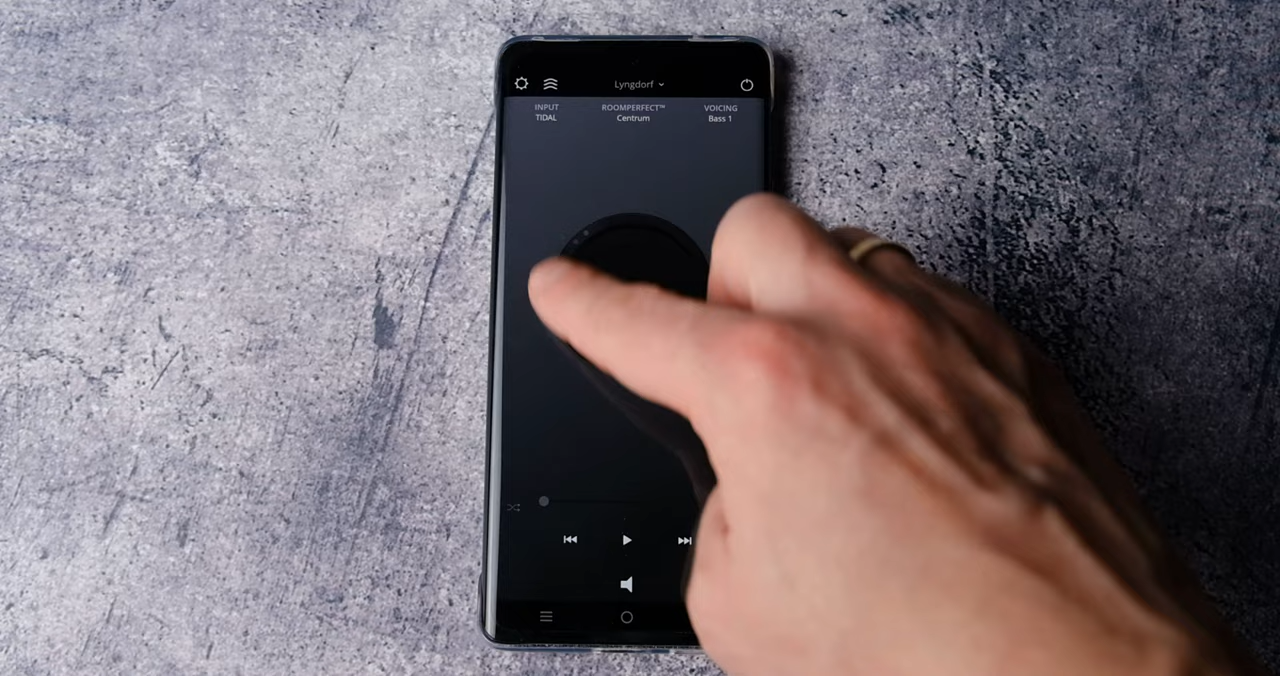 Lyngdorf
INPUT ROOMPERFECT™ VOICING
TIDAL Centrum Bass 1